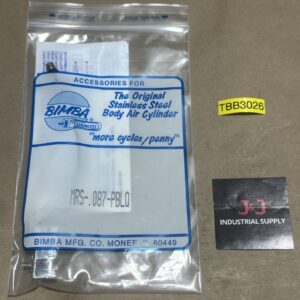 ACCESSORIES FOR
BIMBA
STAINLESS
The Original
Stainless Steel
Body Air Cylinder
"more cycles/penny"
MRS-.087-PBLQ
BIMBA MFG. CO. MONEE, IL 60449
TBB3026
J&J
INDUSTRIAL SUPPLY